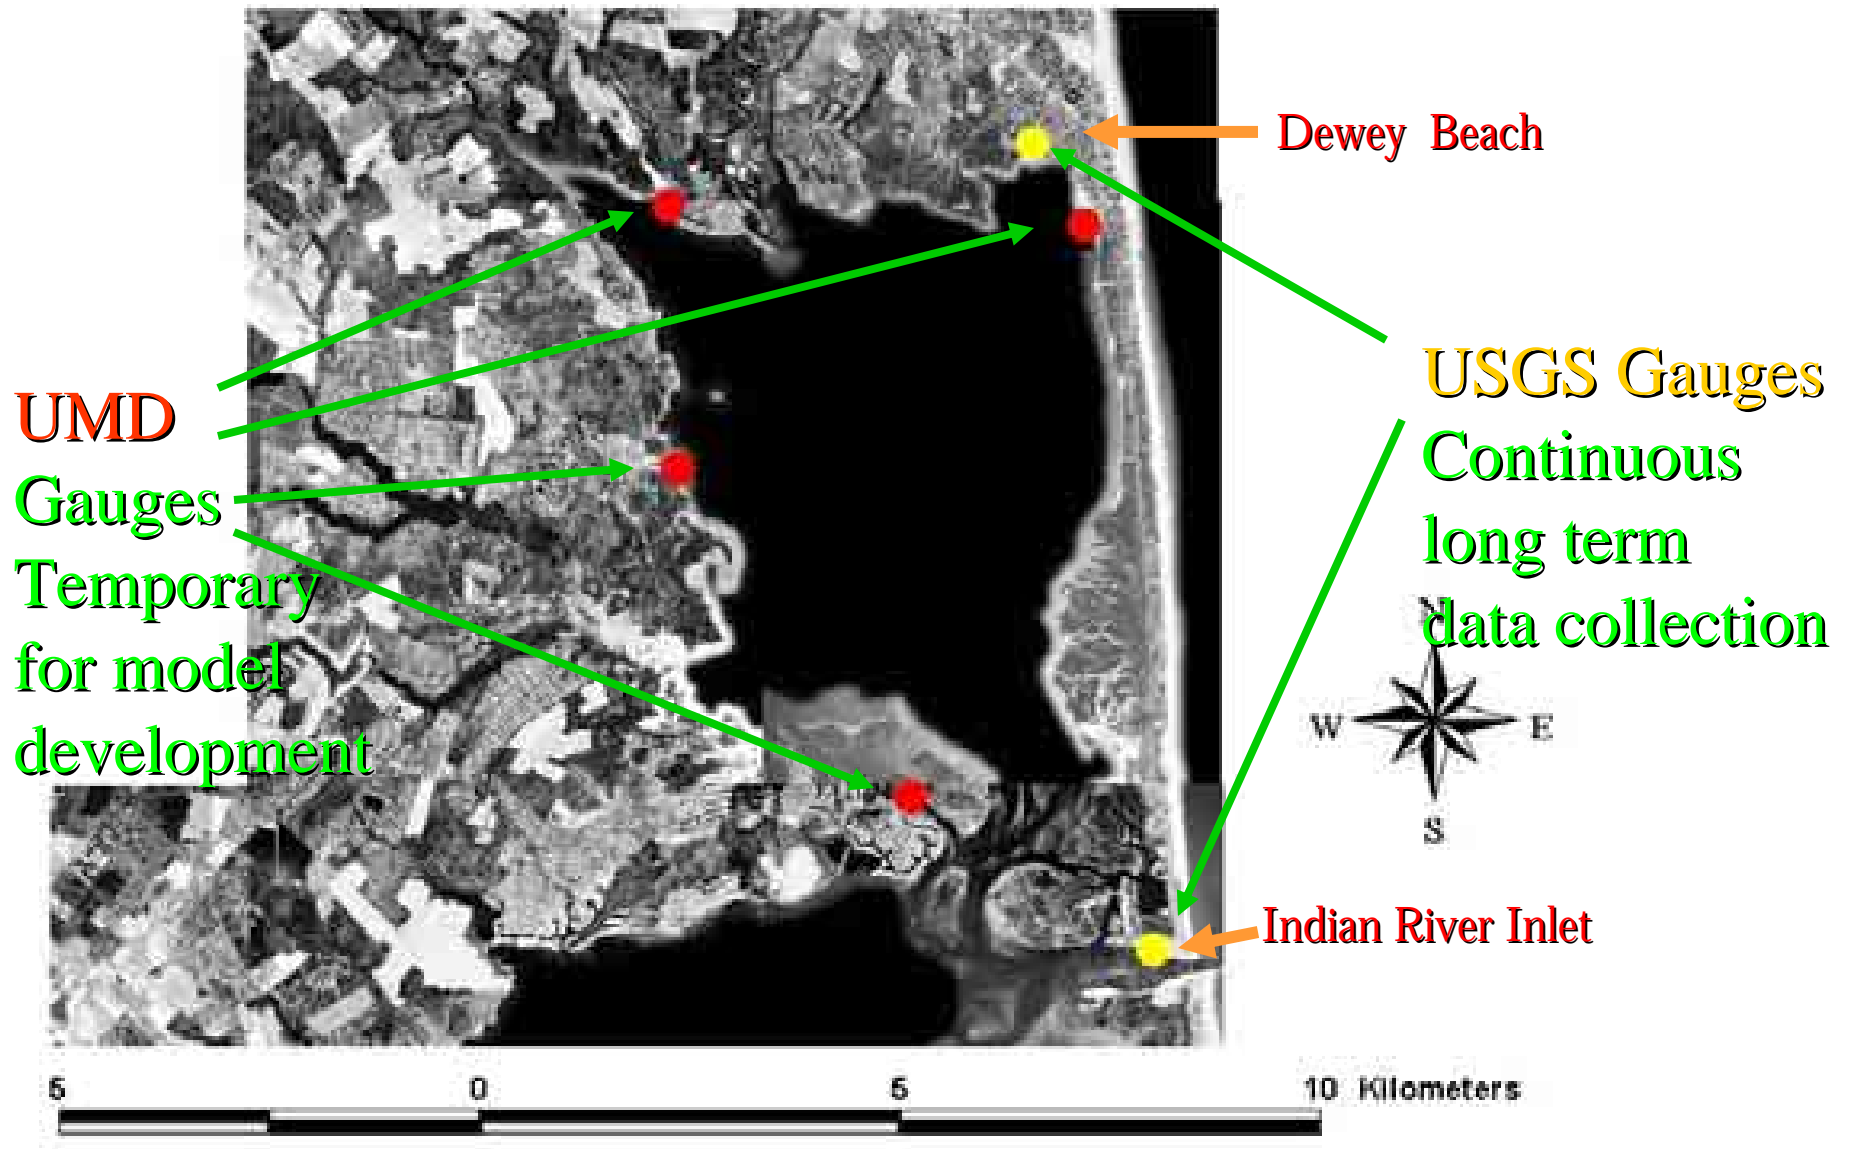 Dewey Beach
USGS Gauges
Continuous
long term
data collection
UMD
Gauges
Temporary
for model
development
N
W
E
S
Indian River Inlet
5
0
5
10 Kilometers